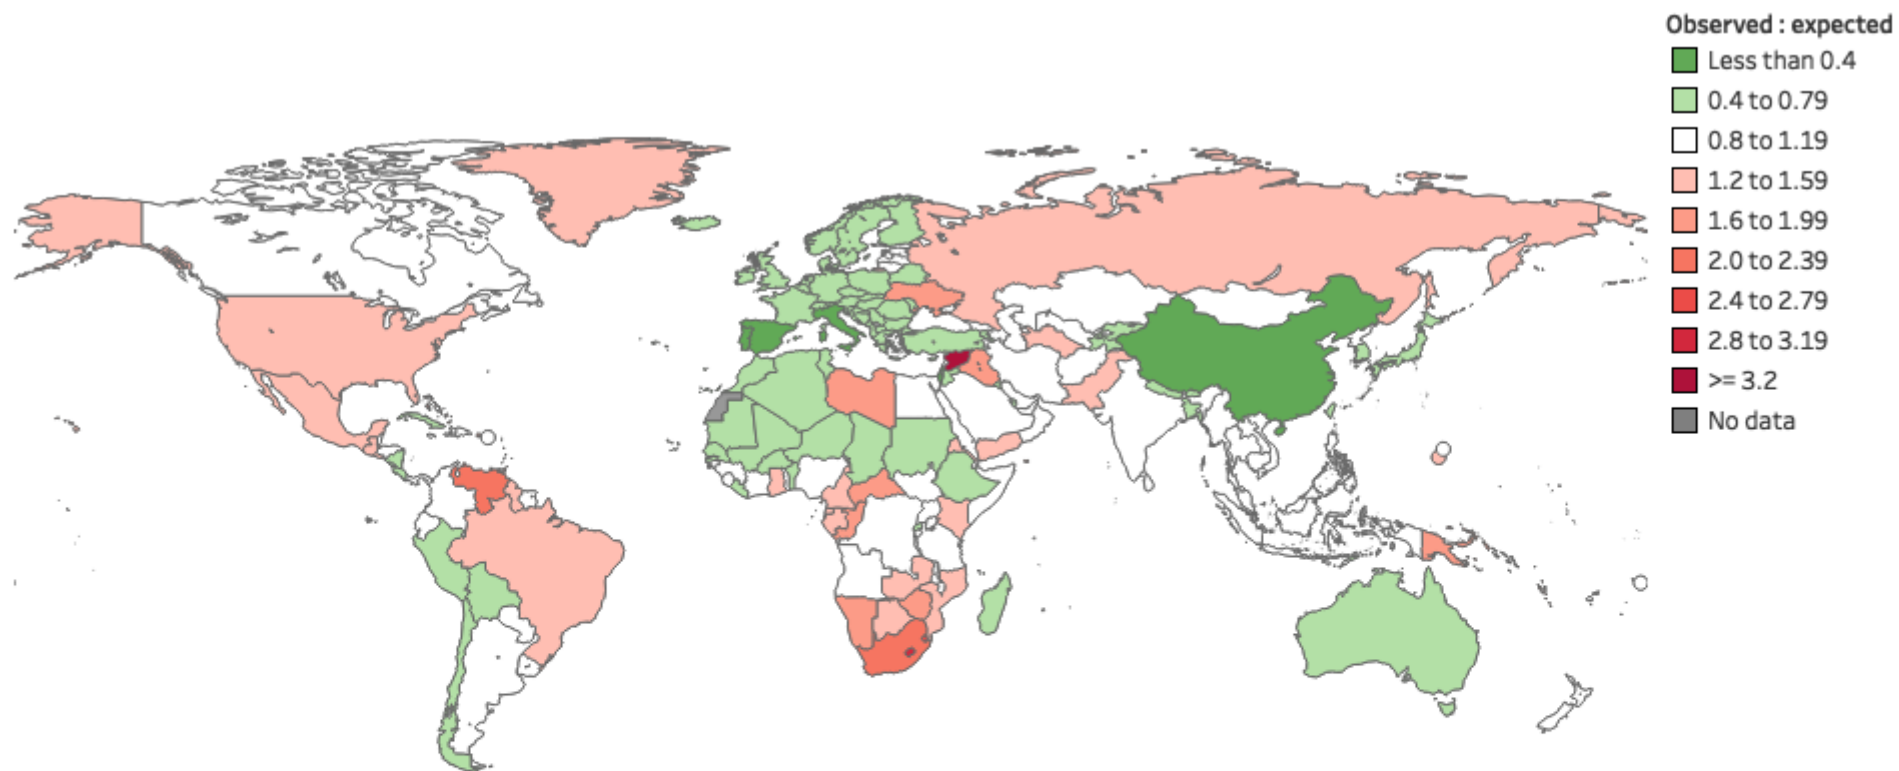 Observed : expected
Less than 0.4
0.4 to 0.79
0.8 to 1.19
1.2 to 1.59
1.6 to 1.99
2.0 to 2.39
2.4 to 2.79
2.8 to 3.19
>= 3.2
No data